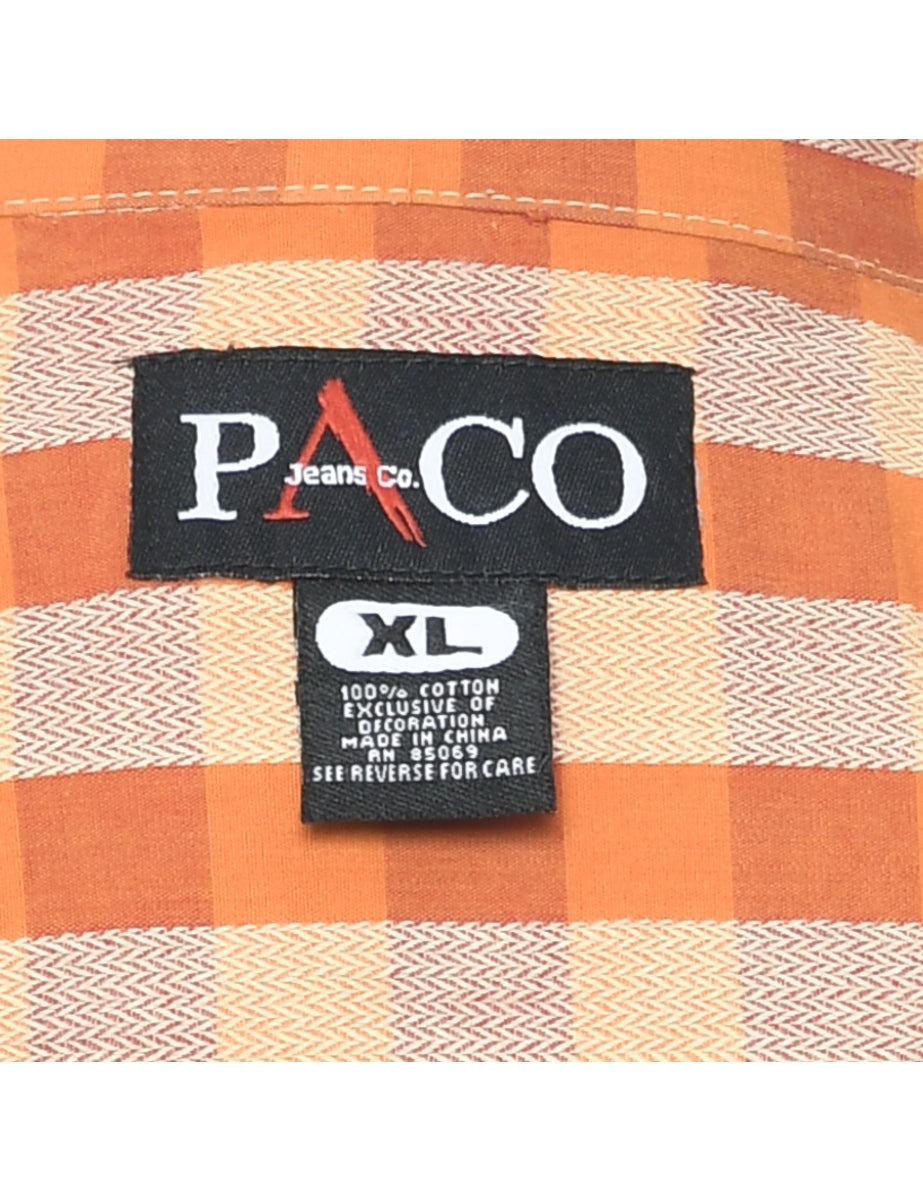 PACO
Jeans Co.
XL
100% COTTON
EXCLUSIVE OF
DECORATION
MADE IN CHINA
RN 85069
SEE REVERSE FOR CARE